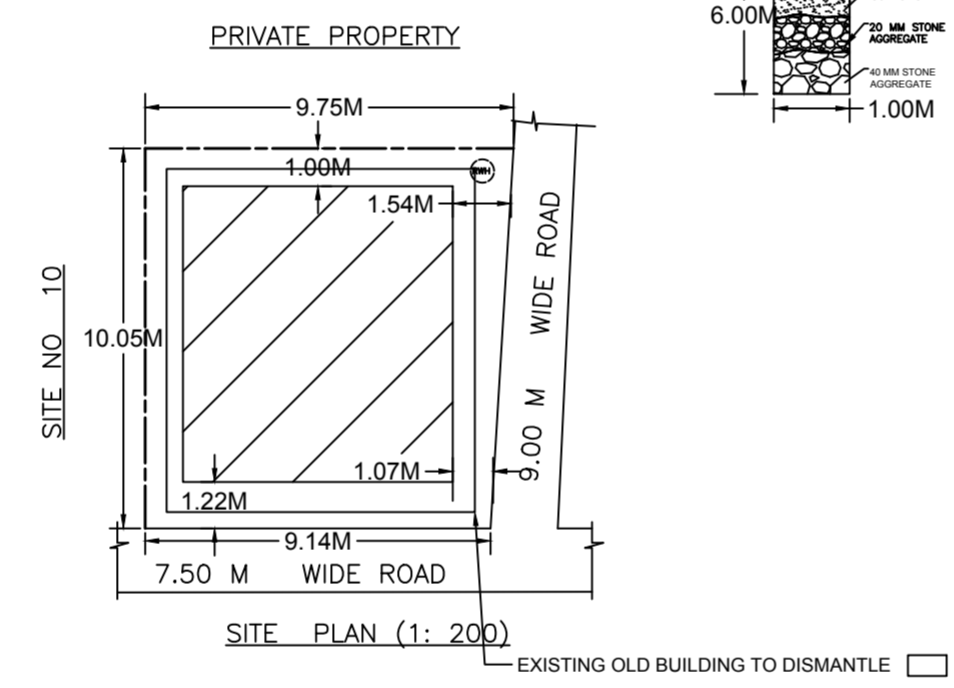 PRIVATE PROPERTY
6.00M
20 MM STONE
AGGREGATE
40 MM STONE
AGGREGATE
1.00M
9.75M
1.00M
RWH
1.54M
SITE NO 10
10.05M
9.00 M WIDE ROAD
1.07M
1.22M
9.14M
7.50 M WIDE ROAD
SITE PLAN (1: 200)
EXISTING OLD BUILDING TO DISMANTLE